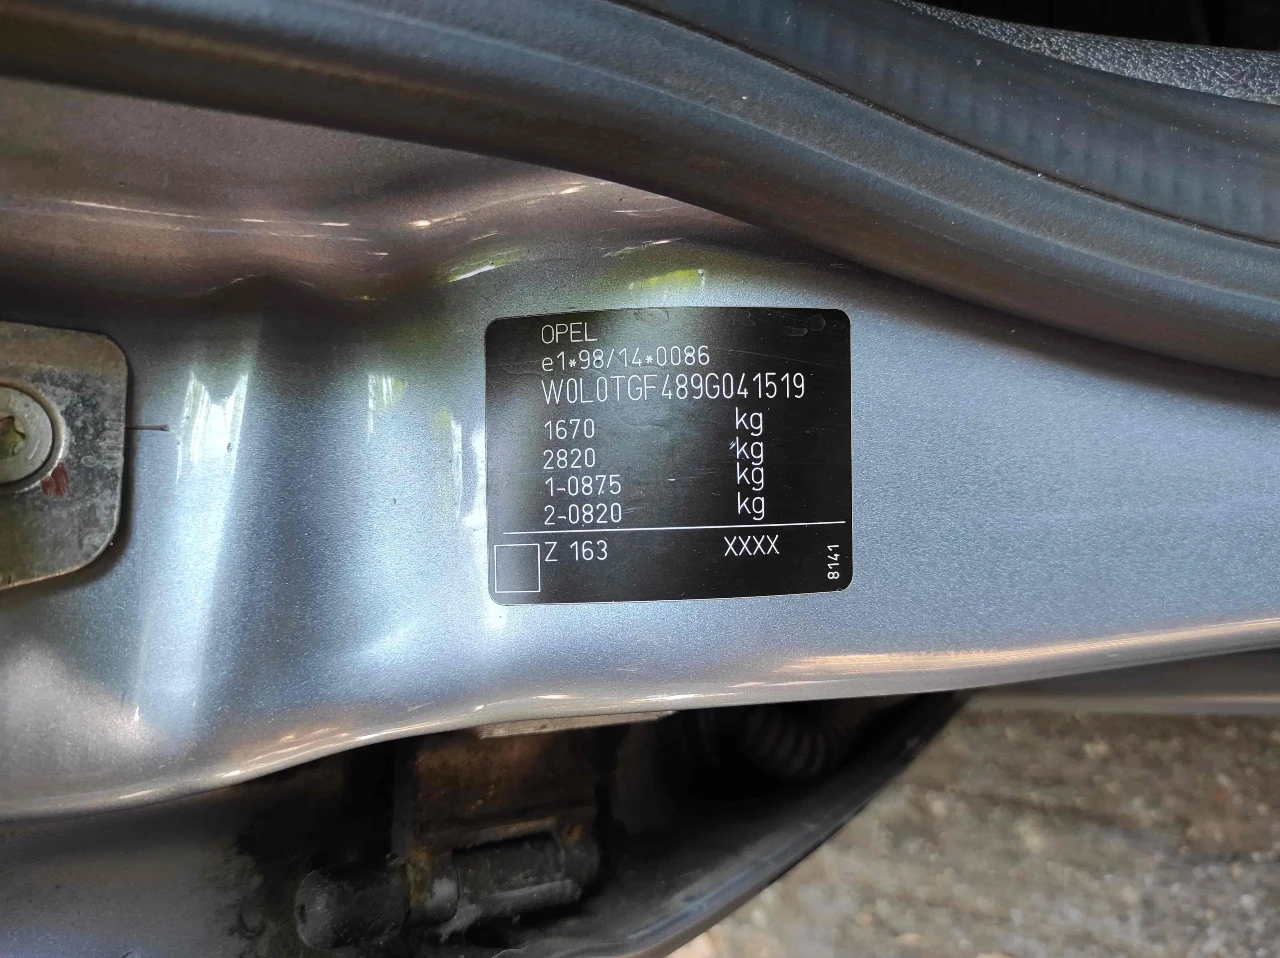 OPEL
e1*98/14*0086
W0L0TGF489G041519
1670 kg
2820 kg
1-0875 kg
2-0820 kg
Z 163 XXXX
8141